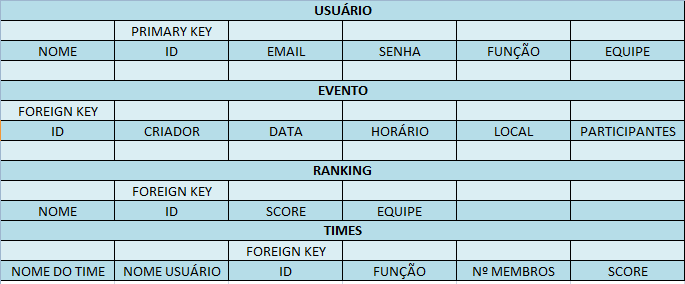 USUÁRIO
PRIMARY KEY
NOME ID EMAIL SENHA FUNÇÃO EQUIPE
EVENTO
FOREIGN KEY
ID CRIADOR DATA HORÁRIO LOCAL PARTICIPANTES
RANKING
FOREIGN KEY
NOME ID SCORE EQUIPE
TIMES
FOREIGN KEY
NOME DO TIME NOME USUÁRIO ID FUNÇÃO Nº MEMBROS SCORE